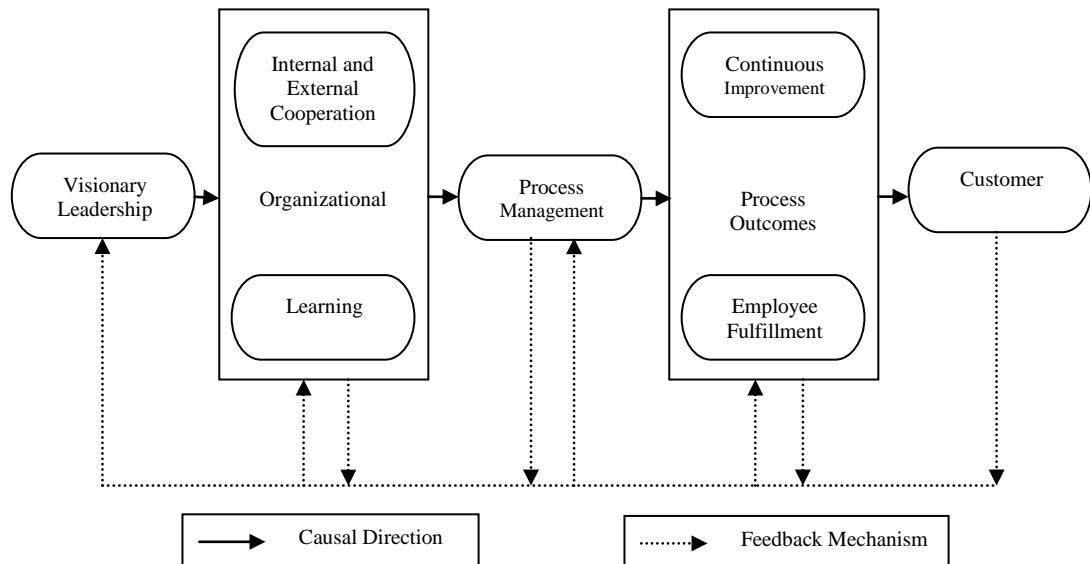 Visionary
Leadership
Internal and
External
Cooperation
Organizational
Learning
Process
Management
Continuous
Improvement
Process
Outcomes
Employee
Fulfillment
Customer
Causal Direction
Feedback Mechanism